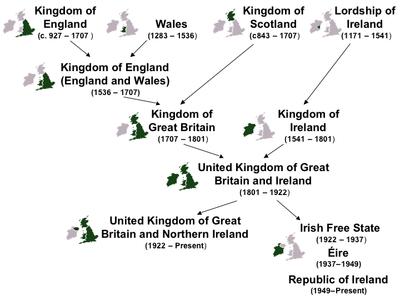 Kingdom of
England
(c. 927 – 1707 )
Wales
(1283 – 1536)
Kingdom of
Scotland
(c843 – 1707)
Lordship of
Ireland
(1171 – 1541)
Kingdom of England
(England and Wales)
(1536 – 1707)
Kingdom of
Great Britain
(1707 – 1801)
Kingdom of
Ireland
(1541 – 1801)
United Kingdom of Great
Britain and Ireland
(1801 – 1922)
United Kingdom of Great
Britain and Northern Ireland
(1922 – Present)
Irish Free State
(1922 – 1937)
Éire
(1937–1949)
Republic of Ireland
(1949–Present)